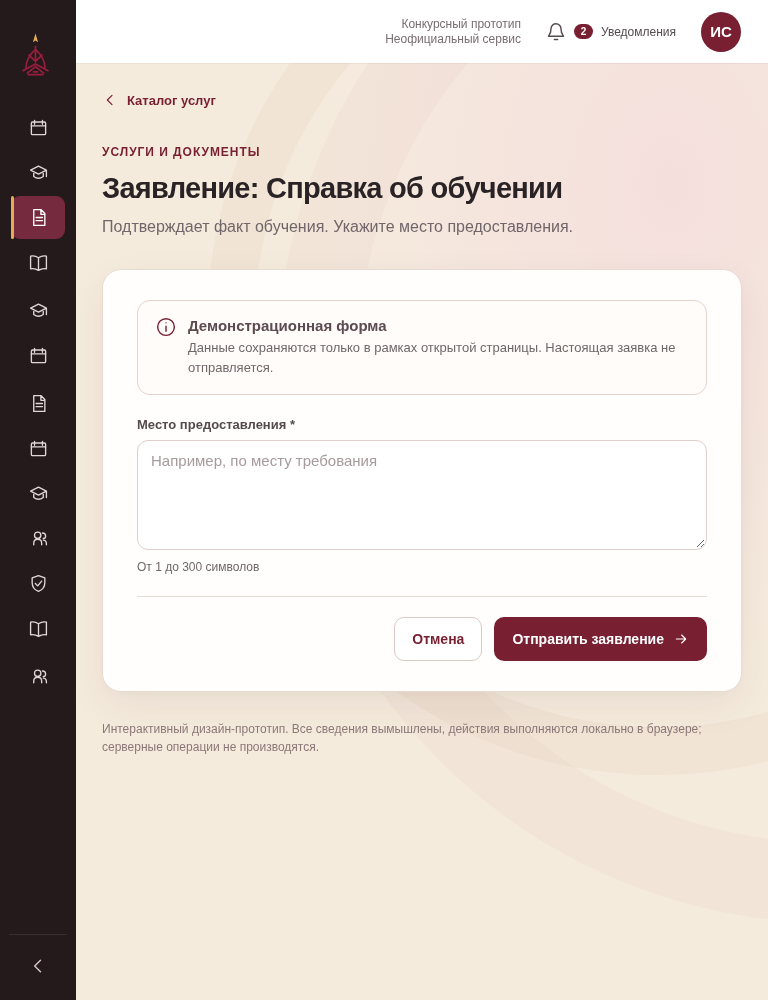 Конкурсный прототип
Неофициальный сервис
2 Уведомления
ИС
Каталог услуг
УСЛУГИ И ДОКУМЕНТЫ
Заявление: Справка об обучении
Подтверждает факт обучения. Укажите место предоставления.
Демонстрационная форма
Данные сохраняются только в рамках открытой страницы. Настоящая заявка не
отправляется.
Место предоставления *
Например, по месту требования
От 1 до 300 символов
Отмена
Отправить заявление
Интерактивный дизайн-прототип. Все сведения вымышлены, действия выполняются локально в браузере;
серверные операции не производятся.